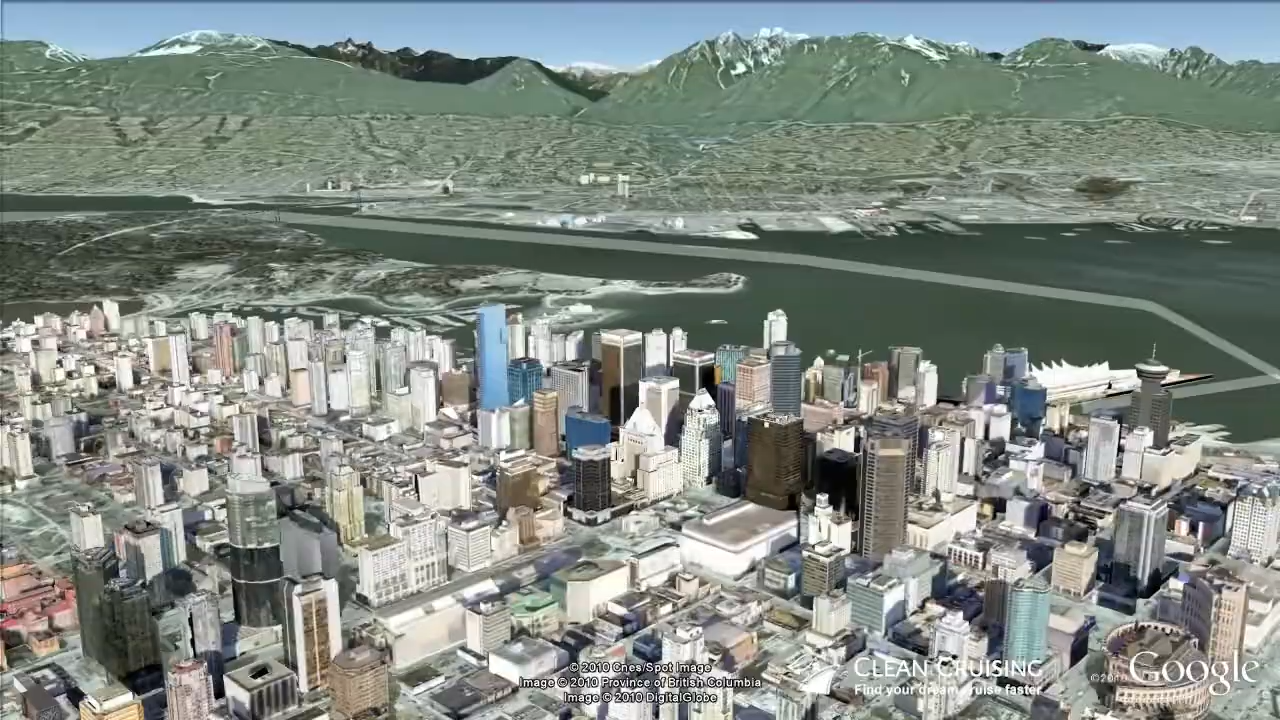 © 2010 Cnes/Spot Image
Image © 2010 Province of British Columbia
Image © 2010 DigitalGlobe
CLEAN CRUISING
Find your dream cruise faster
©2010 Google